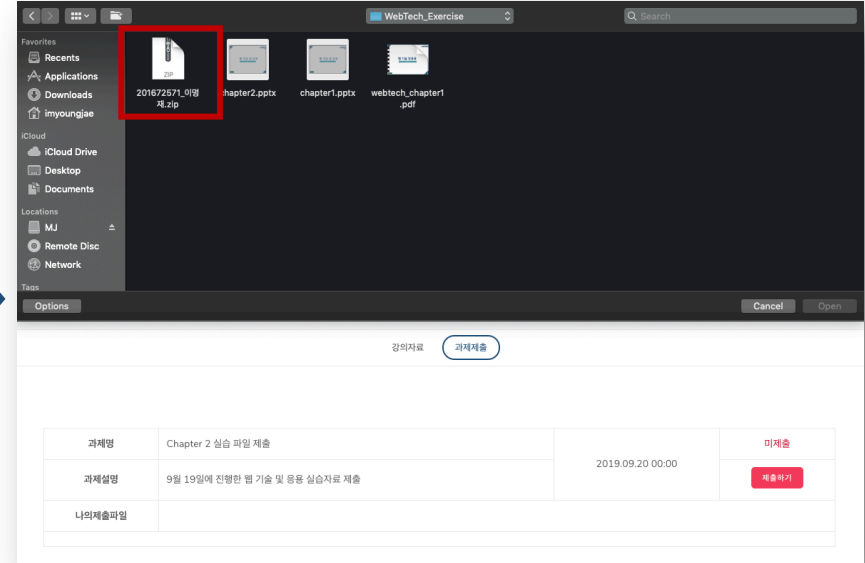 WebTech_Exercise
Search
Favorites
Recents
Applications
Downloads
imyoungjae
iCloud
iCloud Drive
Desktop
Documents
Locations
MJ
Remote Disc
Network
Tags
ZIP
201672571_이명
재.zip
hapter2.pptx
chapter1.pptx
webtech_chapter1
.pdf
Options
Cancel
Open
강의자료
과제제출
과제명
Chapter 2 실습 파일 제출
2019.09.20 00:00
미제출
과제설명
9월 19일에 진행한 웹 기술 및 응용 실습자료 제출
제출하기
나의제출파일